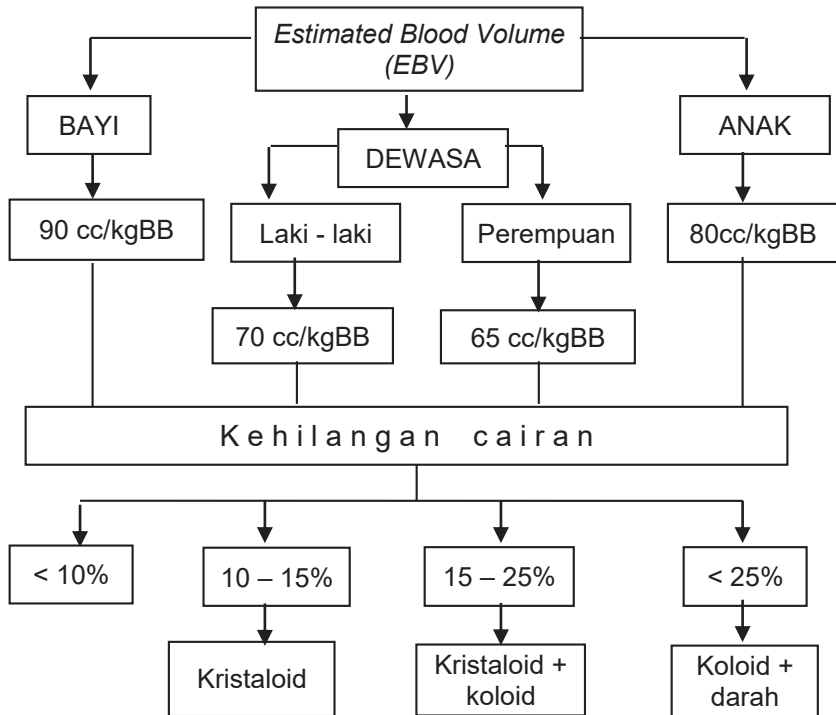 Estimated Blood Volume
(EBV)
BAYI
DEWASA
ANAK
90 cc/kgBB
Laki - laki
Perempuan
80cc/kgBB
70 cc/kgBB
65 cc/kgBB
Kehilangan cairan
< 10%
10 – 15%
15 – 25%
< 25%
Kristaloid
Kristaloid +
koloid
Koloid +
darah